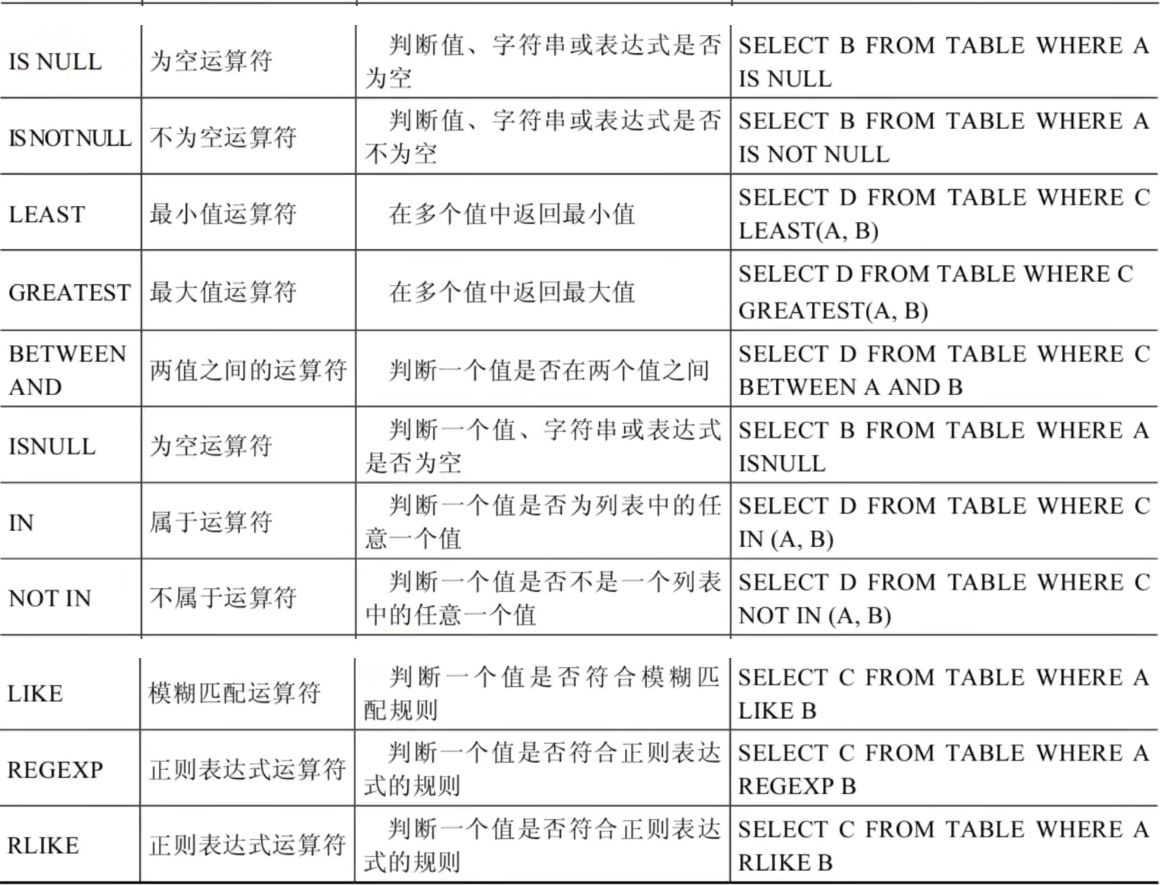 IS NULL 为空运算符 判断值、字符串或表达式是否 SELECT B FROM TABLE WHERE A
为空 IS NULL
IS NOT NULL 不为空运算符 判断值、字符串或表达式是否 SELECT B FROM TABLE WHERE A
不为空 IS NOT NULL
LEAST 最小值运算符 在多个值中返回最小值 SELECT D FROM TABLE WHERE C
LEAST(A, B)
GREATEST 最大值运算符 在多个值中返回最大值 SELECT D FROM TABLE WHERE C
GREATEST(A, B)
BETWEEN 两值之间的运算符 判断一个值是否在两个值之间 SELECT D FROM TABLE WHERE C
AND BETWEEN A AND B
ISNULL 为空运算符 判断一个值、字符串或表达式 SELECT B FROM TABLE WHERE A
是否为空 ISNULL
IN 属于运算符 判断一个值是否为列表中的任 SELECT D FROM TABLE WHERE C
意一个值 IN (A, B)
NOT IN 不属于运算符 判断一个值是否不是一个列表 SELECT D FROM TABLE WHERE C
中的任意一个值 NOT IN (A, B)
LIKE 模糊匹配运算符 判断一个值是否符合模糊匹 SELECT C FROM TABLE WHERE A
配规则 LIKE B
REGEXP 正则表达式运算符 判断一个值是否符合正则表达 SELECT C FROM TABLE WHERE A
式的规则 REGEXP B
RLIKE 正则表达式运算符 判断一个值是否符合正则表达 SELECT C FROM TABLE WHERE A
式的规则 RLIKE B